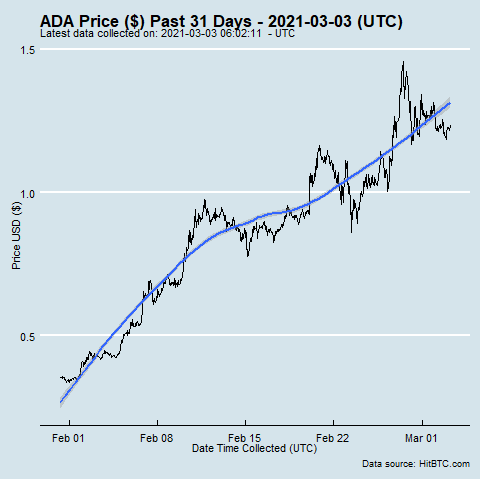 ADA Price ($) Past 31 Days - 2021-03-03 (UTC)
Latest data collected on: 2021-03-03 06:02:11 - UTC
1.5
1.0
0.5
Price USD ($)
Feb 01 Feb 08 Feb 15 Feb 22 Mar 01
Date Time Collected (UTC)
Data source: HitBTC.com